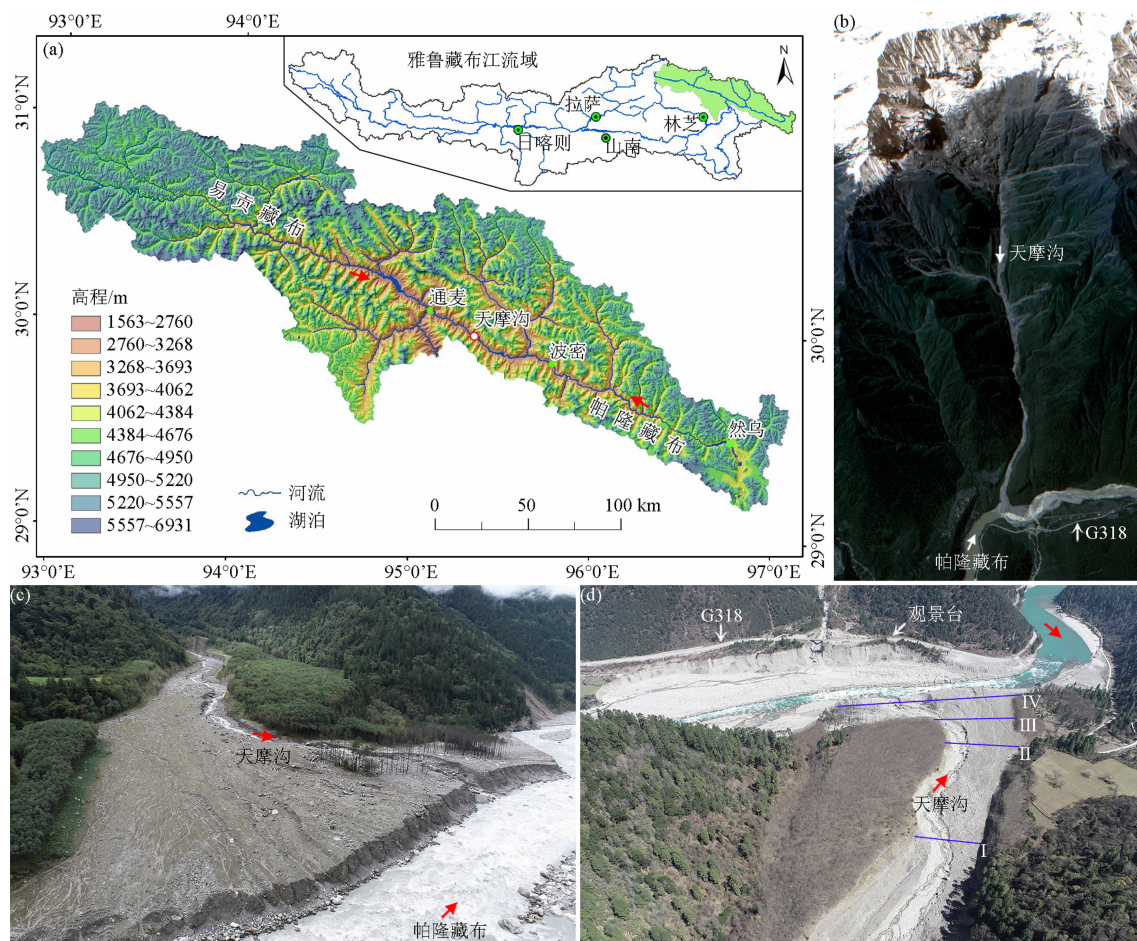 93°0′E
94°0′E
(a)
雅鲁藏布江流域
N
拉萨
林芝
日喀则
山南
31°0′N
30°0′N
29°0′N
易贡藏布
通麦
天摩沟
波密
帕隆藏布
然乌
高程/m
1563~2760
2760~3268
3268~3693
3693~4062
4062~4384
4384~4676
4676~4950
4950~5220
5220~5557
5557~6931
河流
湖泊
0 50 100 km
30°0′N
29°0′N
93°0′E 94°0′E 95°0′E 96°0′E 97°0′E
(b)
天摩沟
G318
帕隆藏布
(c)
天摩沟
帕隆藏布
(d)
G318
观景台
IV
III
II
天摩沟
I